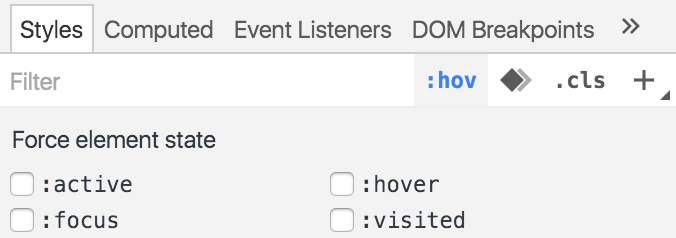 Styles Computed Event Listeners DOM Breakpoints »
Filter :hov .cls +
Force element state
:active :hover
:focus :visited